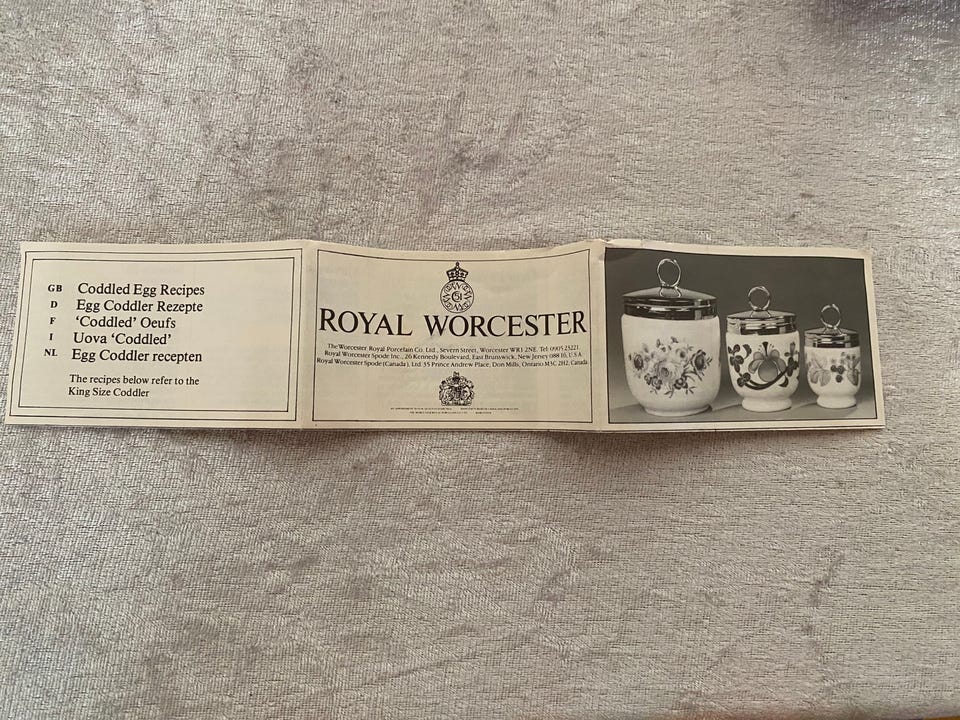 GB Coddled Egg Recipes
D Egg Coddler Rezepte
F 'Coddled' Oeufs
I Uova 'Coddled'
NL Egg Coddler recepten
The recipes below refer to the
King Size Coddler
51
ROYAL WORCESTER
The Worcester Royal Porcelain Co. Ltd., Severn Street, Worcester WR1 2NE. Tel: 0905 23221
Royal Worcester Spode Inc., 26 Kennedy Boulevard, East Brunswick, New Jersey 08816, U.S.A.
Royal Worcester Spode (Canada), Ltd. 35 Prince Andrew Place, Don Mills, Ontario M3C 2H2, Canada